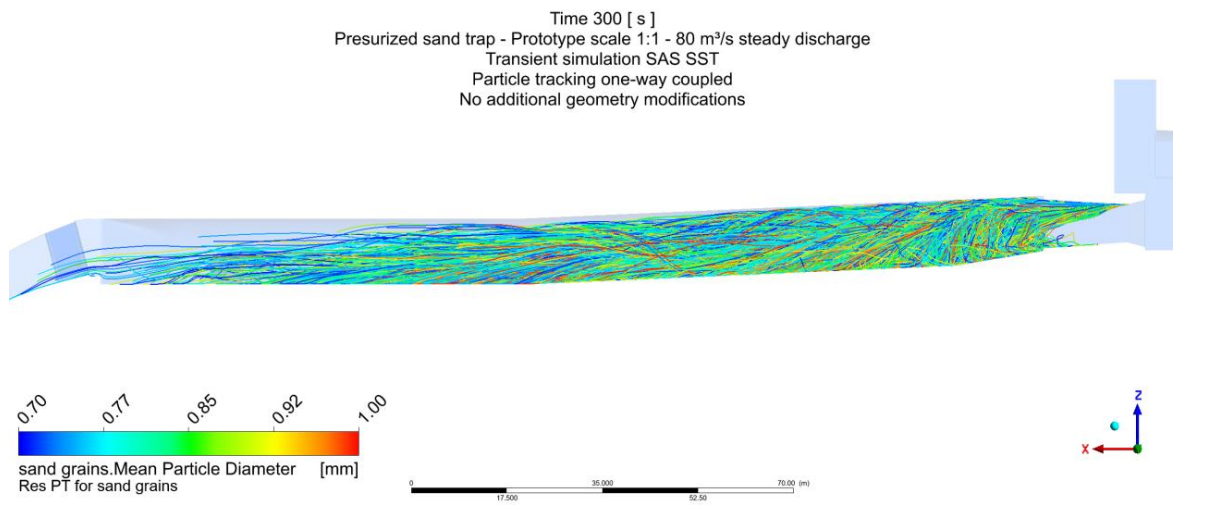 Time 300 [ s ]
Presurized sand trap - Prototype scale 1:1 - 80 m³/s steady discharge
Transient simulation SAS SST
Particle tracking one-way coupled
No additional geometry modifications
0.70 0.77 0.85 0.92 1.00
sand grains.Mean Particle Diameter [mm]
Res PT for sand grains
0 35.000 70.00 (m)
17.500 52.50
Z
X